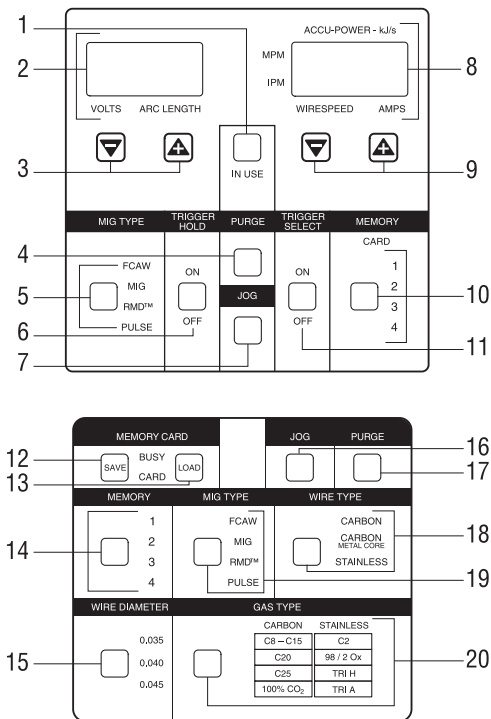 1
ACCU-POWER - kJ/s
2
MPM
IPM
8
VOLTS ARC LENGTH
WIRESPEED AMPS
3
IN USE
9
MIG TYPE
TRIGGER HOLD
PURGE
TRIGGER SELECT
MEMORY
CARD
4
5
FCAW
MIG
RMD™
PULSE
ON
OFF
JOG
ON
OFF
1
2
3
4
10
6
7
11
MEMORY CARD
JOG
PURGE
16
12
SAVE
BUSY
CARD
LOAD
13
17
MEMORY
MIG TYPE
WIRE TYPE
14
1
2
3
4
FCAW
MIG
RMD™
PULSE
CARBON
CARBON
METAL CORE
STAINLESS
18
19
WIRE DIAMETER
GAS TYPE
15
0.035
0.040
0.045
CARBON STAINLESS
C8 – C15 C2
C20 98 / 2 Ox
C25 TRI H
100% CO₂ TRI A
20